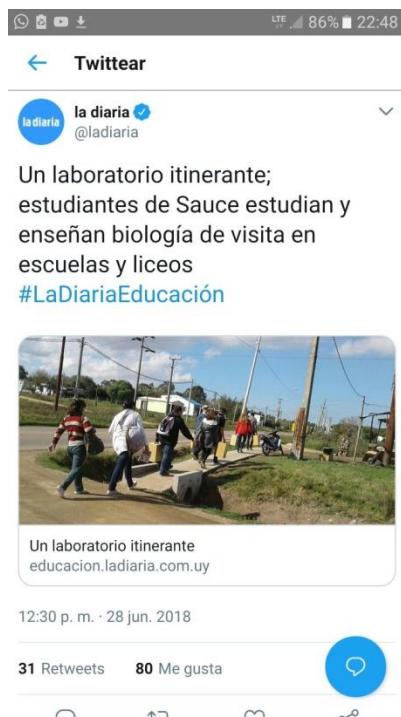 LTE 86% 22:48
Twittear
la diaria
la diaria
@ladiaria
Un laboratorio itinerante;
estudiantes de Sauce estudian y
enseñan biología de visita en
escuelas y liceos
#LaDiariaEducación
Un laboratorio itinerante
educacion.ladiaria.com.uy
12:30 p. m. · 28 jun. 2018
31 Retweets 80 Me gusta